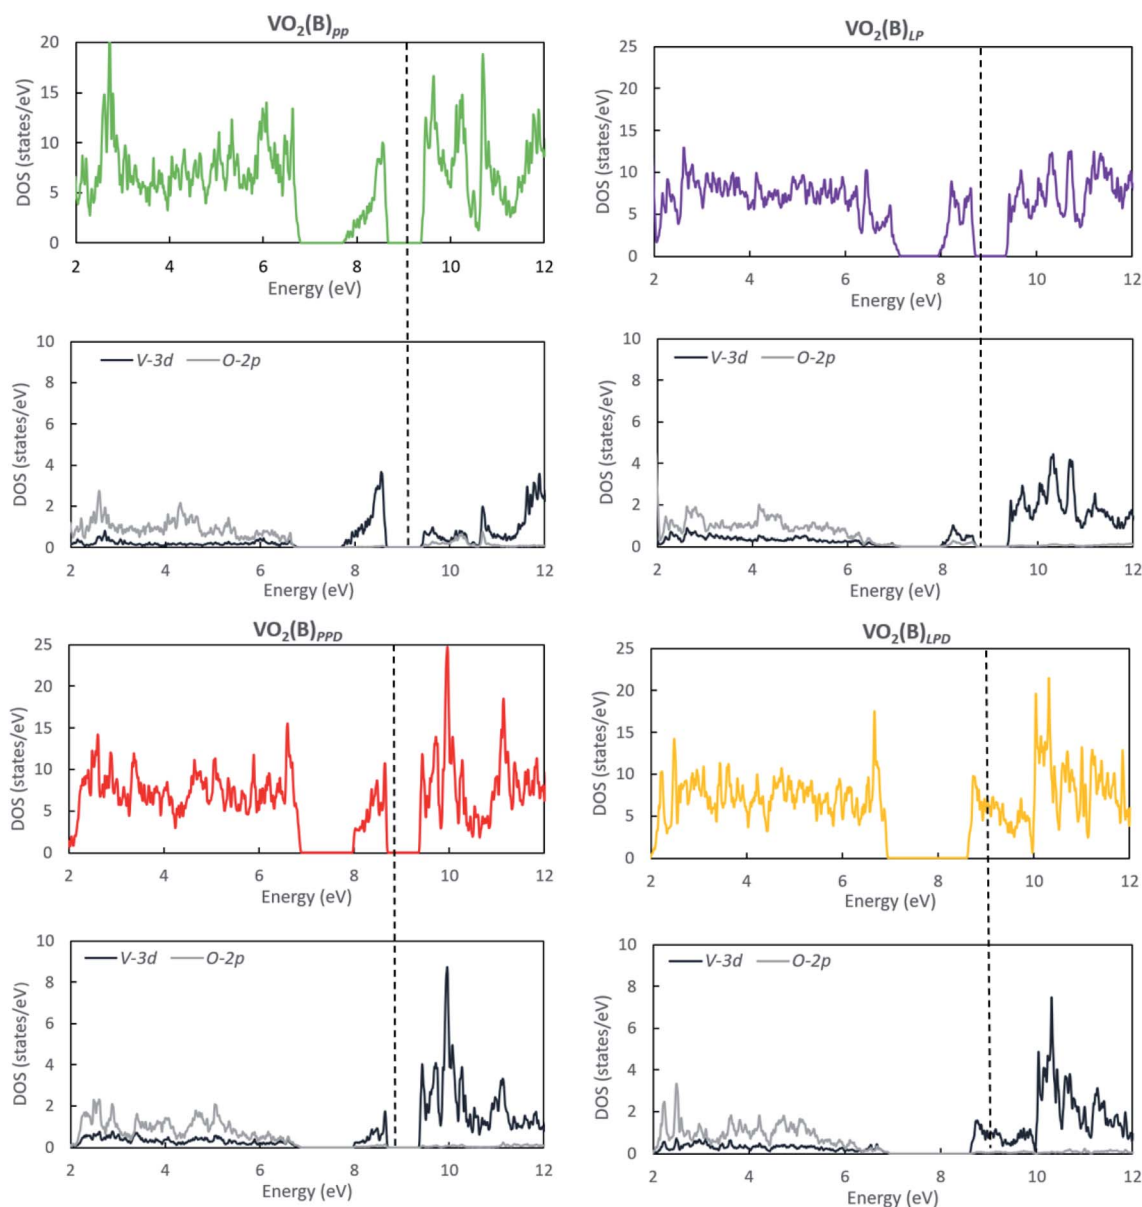 VO₂(B)pp
DOS (states/eV)
20
15
10
5
0
2 4 6 8 10 12
Energy (eV)
VO₂(B)LP
DOS (states/eV)
25
20
15
10
5
0
2 4 6 8 10 12
Energy (eV)
V-3d O-2p
DOS (states/eV)
10
8
6
4
2
0
2 4 6 8 10 12
Energy (eV)
V-3d O-2p
DOS (states/eV)
10
8
6
4
2
0
2 4 6 8 10 12
Energy (eV)
VO₂(B)PPD
DOS (states/eV)
25
20
15
10
5
0
2 4 6 8 10 12
Energy (eV)
VO₂(B)LPD
DOS (states/eV)
25
20
15
10
5
0
2 4 6 8 10 12
Energy (eV)
V-3d O-2p
DOS (states/eV)
10
8
6
4
2
0
2 4 6 8 10 12
Energy (eV)
V-3d O-2p
DOS (states/eV)
10
8
6
4
2
0
2 4 6 8 10 12
Energy (eV)